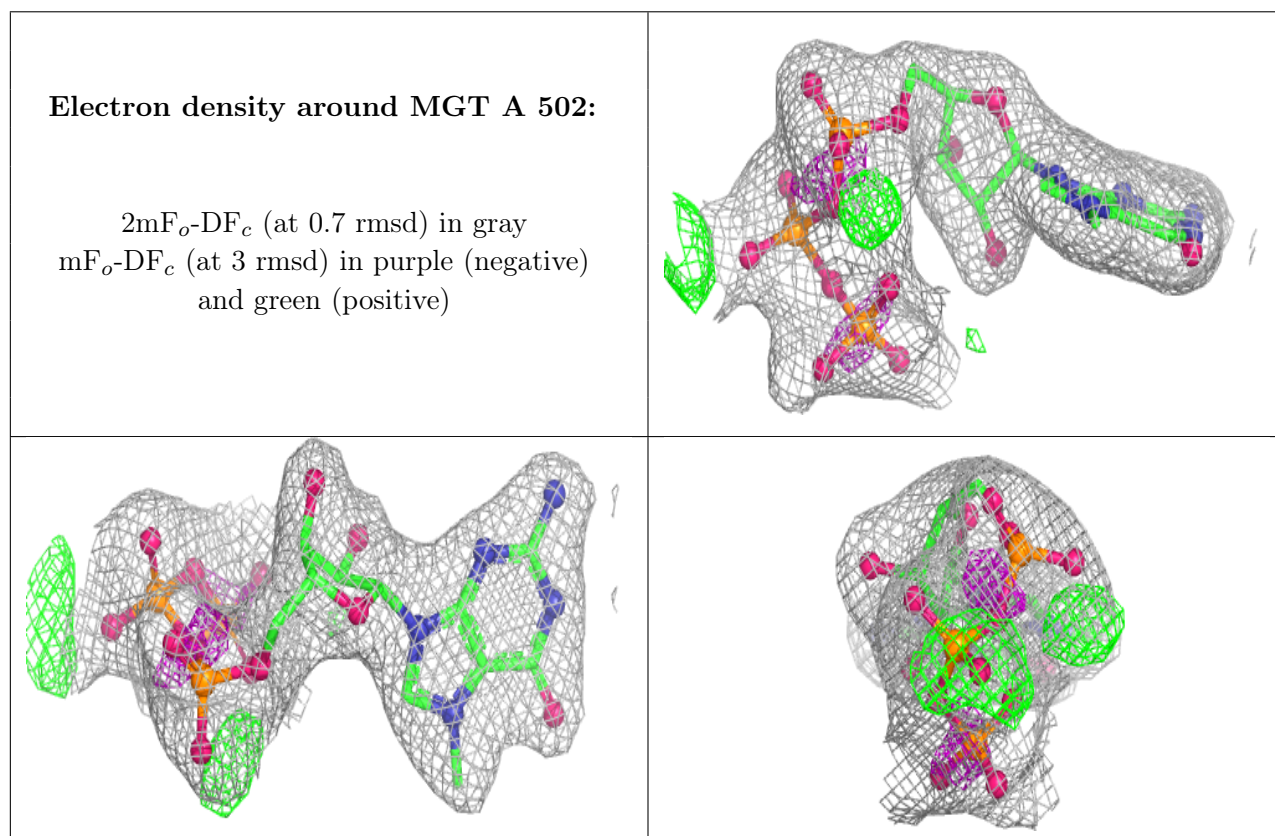 Electron density around MGT A 502:
2mFₒ-DF𝒸 (at 0.7 rmsd) in gray
mFₒ-DF𝒸 (at 3 rmsd) in purple (negative)
and green (positive)